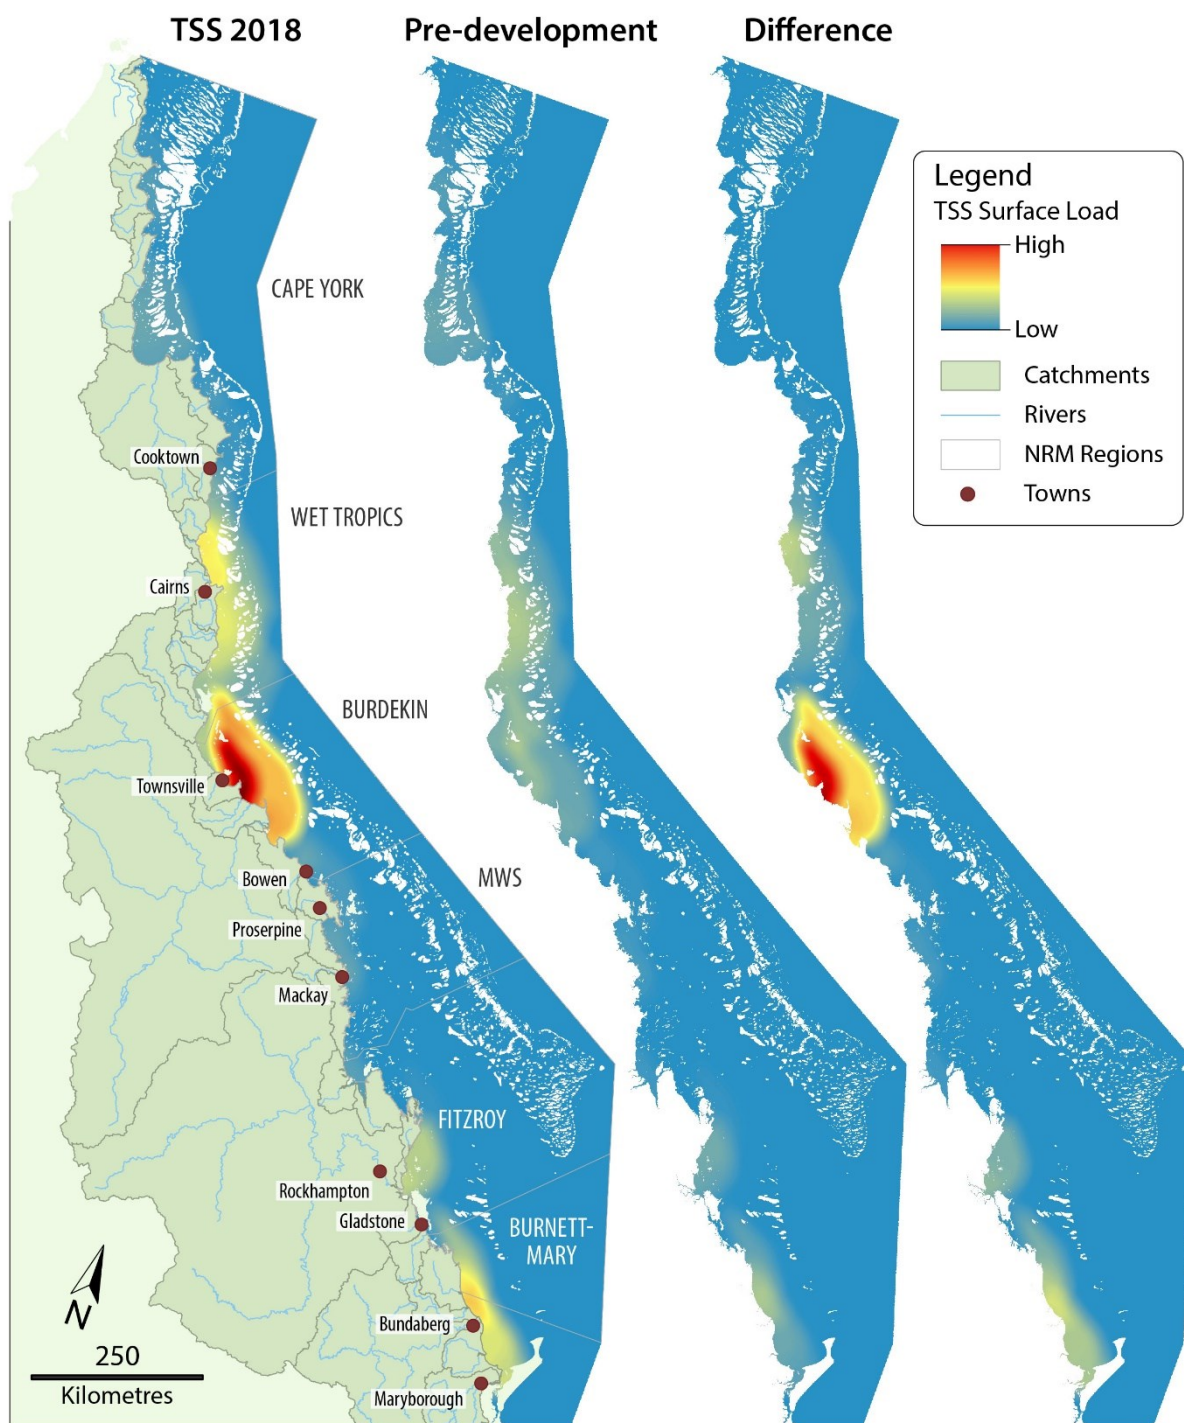 TSS 2018
Pre-development
Difference
Legend
TSS Surface Load
High
Low
Catchments
Rivers
NRM Regions
Towns
CAPE YORK
Cooktown
WET TROPICS
Cairns
BURDEKIN
Townsville
Bowen
MWS
Proserpine
Mackay
FITZROY
Rockhampton
Gladstone
BURNETT-
MARY
N
Bundaberg
250
Kilometres
Maryborough